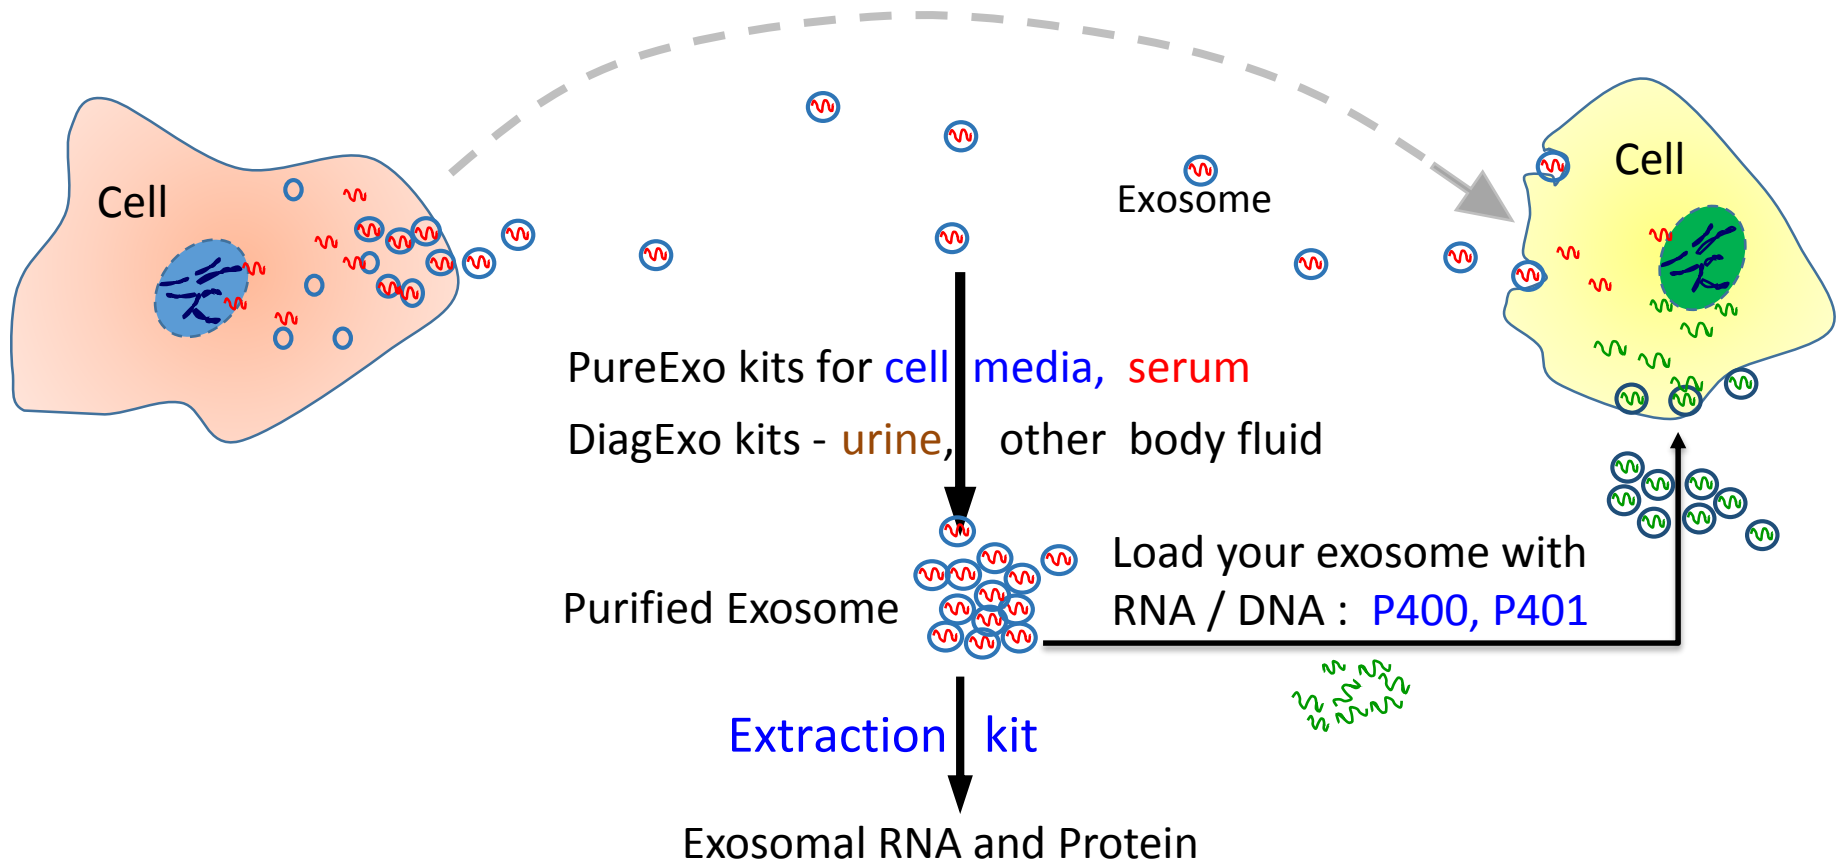 Cell
Exosome
Cell
PureExo kits for cell media, serum
DiagExo kits - urine, other body fluid
Load your exosome with
RNA / DNA : P400, P401
Purified Exosome
Extraction kit
Exosomal RNA and Protein